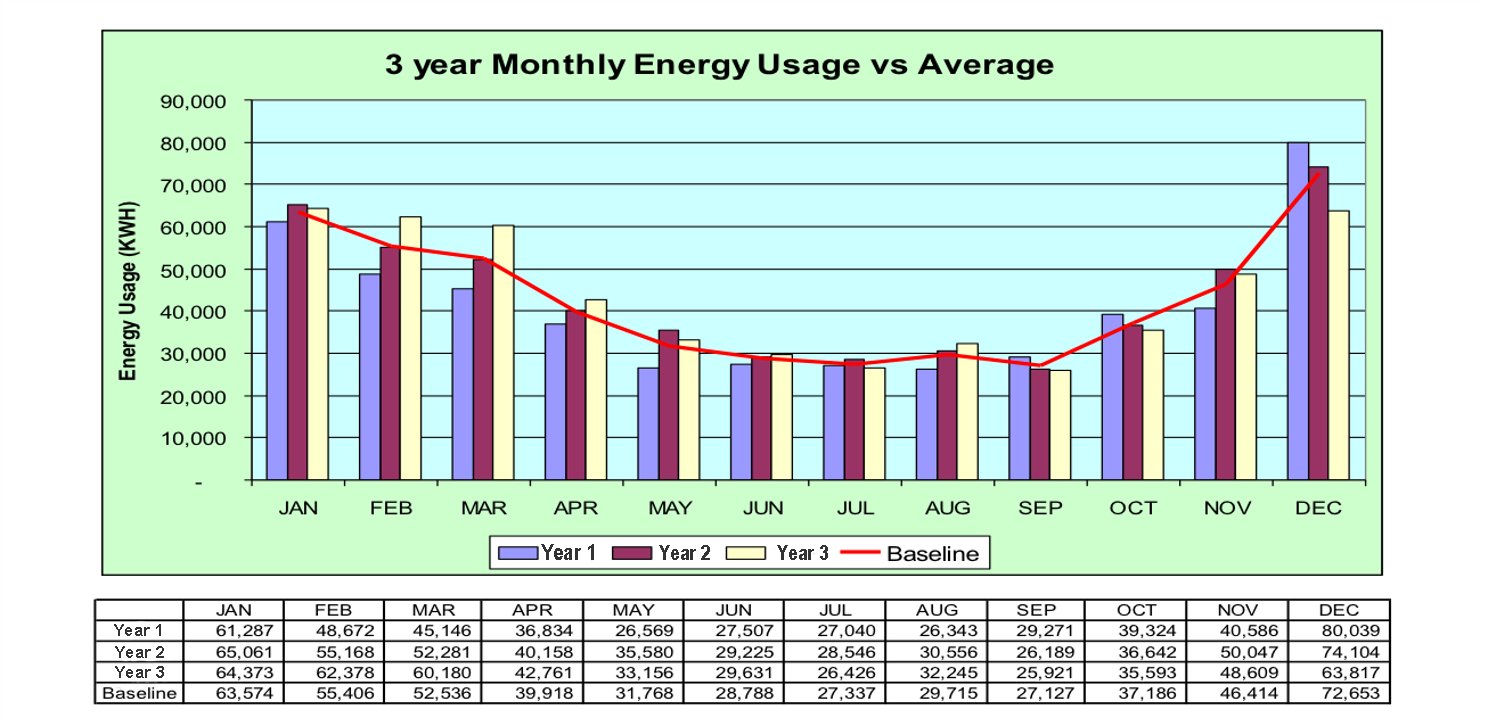 3 year Monthly Energy Usage vs Average
Energy Usage (KWH)
90,000
80,000
70,000
60,000
50,000
40,000
30,000
20,000
10,000
-
JAN FEB MAR APR MAY JUN JUL AUG SEP OCT NOV DEC
Year 1 Year 2 Year 3 Baseline
JAN FEB MAR APR MAY JUN JUL AUG SEP OCT NOV DEC
Year 1 61,287 48,672 45,146 36,834 26,569 27,507 27,040 26,343 29,271 39,324 40,586 80,039
Year 2 65,061 55,168 52,281 40,158 35,580 29,225 28,546 30,556 26,189 36,642 50,047 74,104
Year 3 64,373 62,378 60,180 42,761 33,156 29,631 26,426 32,245 25,921 35,593 48,609 63,817
Baseline 63,574 55,406 52,536 39,918 31,768 28,788 27,337 29,715 27,127 37,186 46,414 72,653